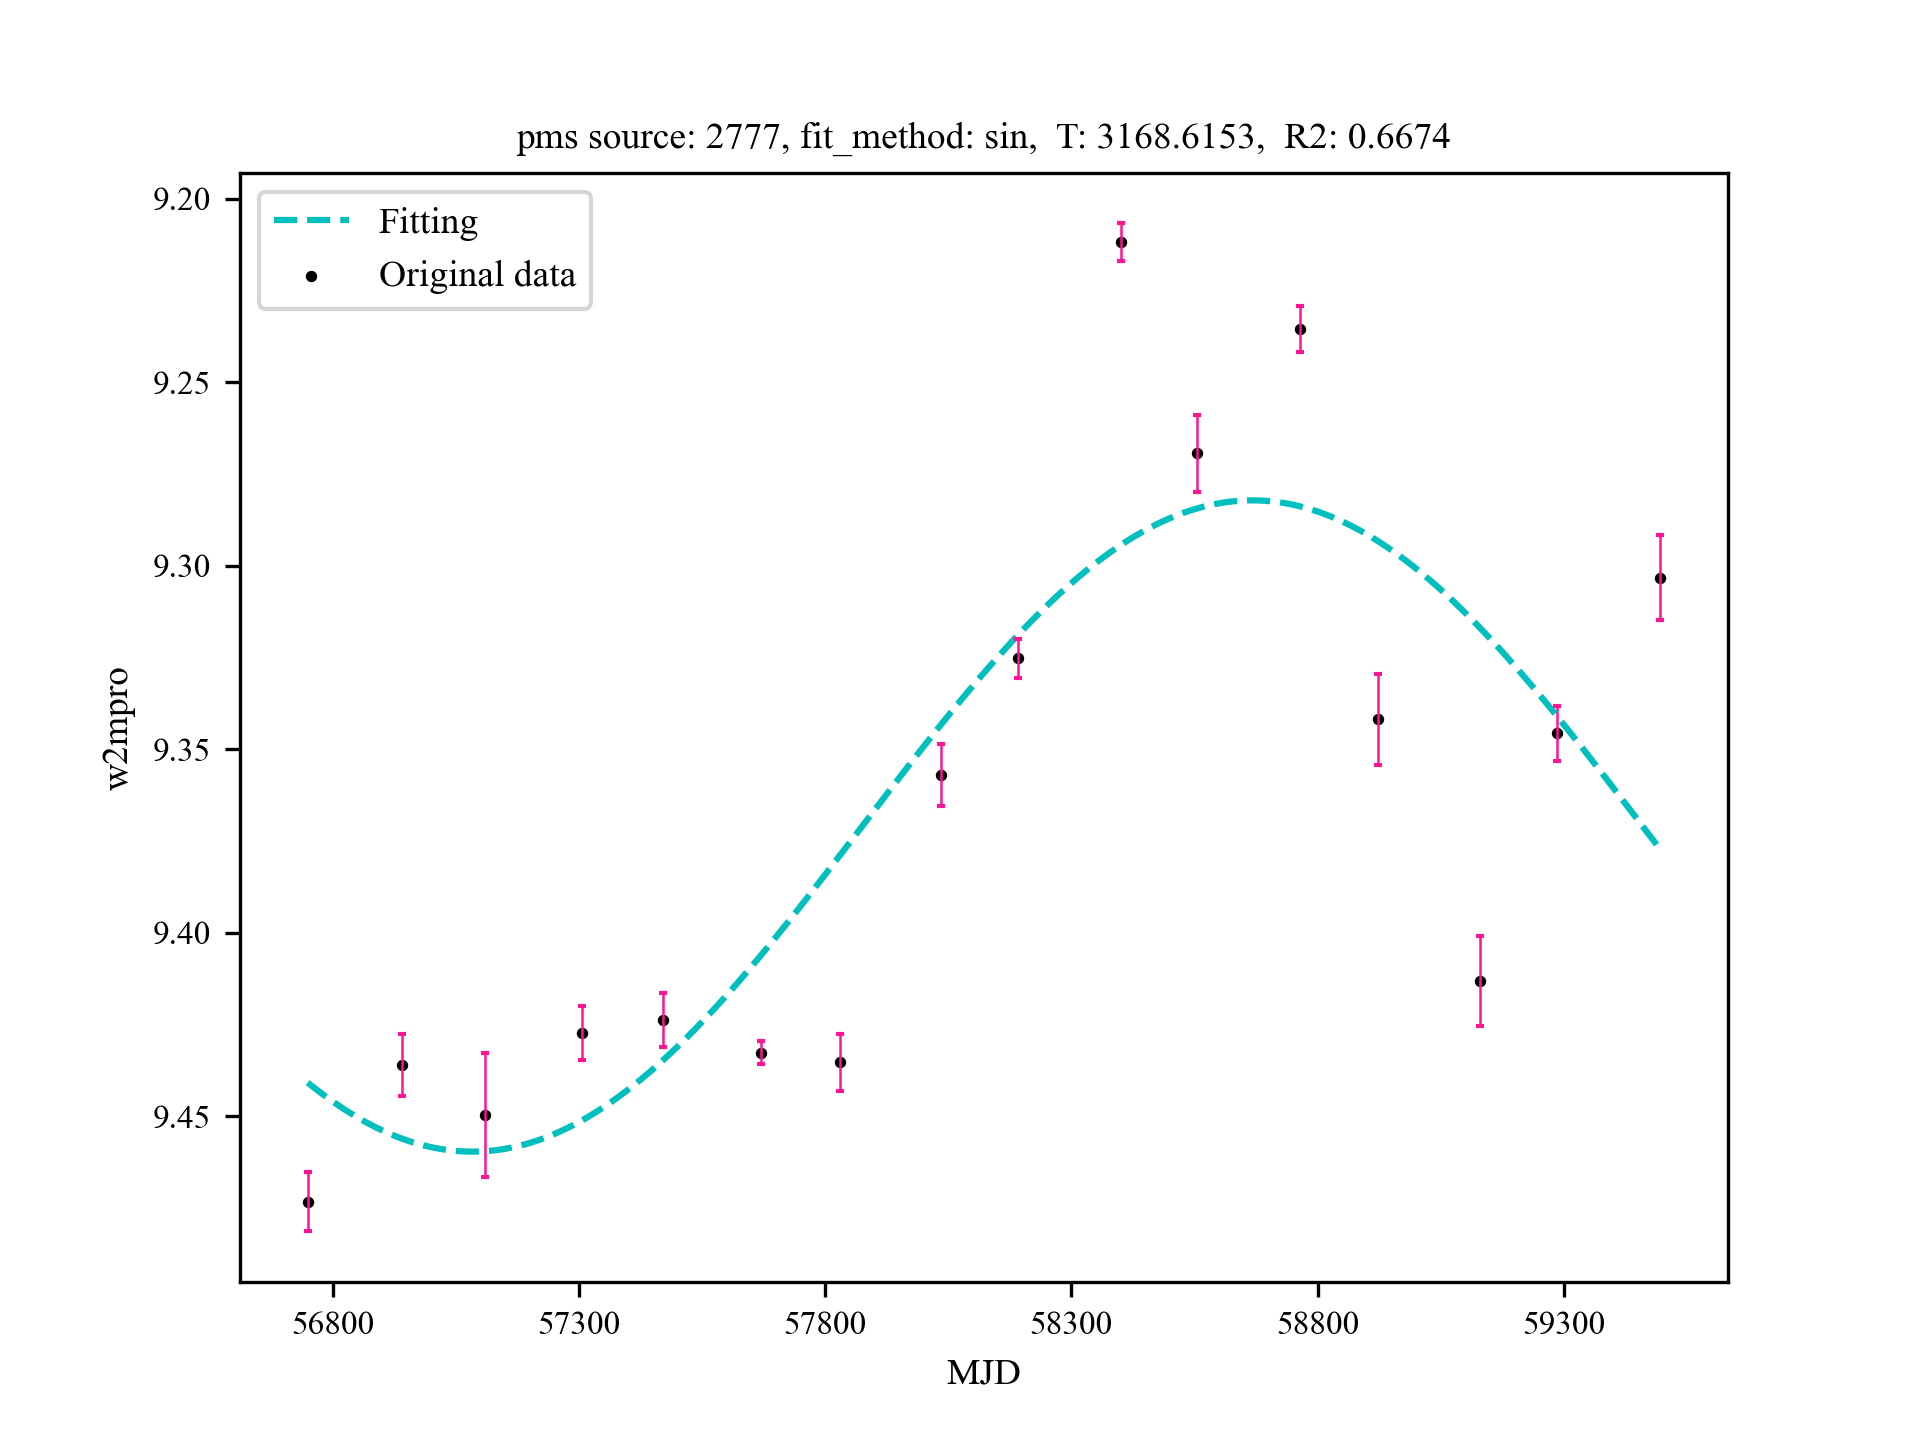 pms source: 2777, fit_method: sin,  T: 3168.6153,  R2: 0.6674
Fitting
Original data
9.20
9.25
9.30
9.35
9.40
9.45
w2mpro
56800 57300 57800 58300 58800 59300
MJD